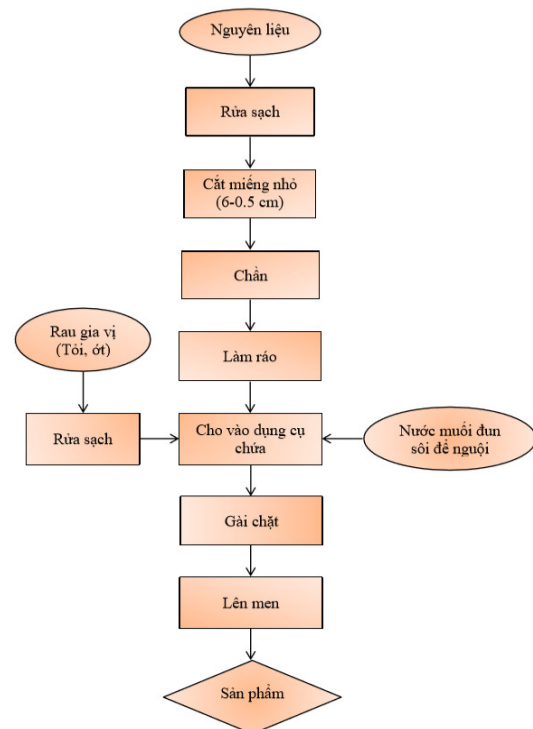 Nguyên liệu
Rửa sạch
Cắt miếng nhỏ
(6-0.5 cm)
Chần
Rau gia vị
(Tỏi, ớt)
Làm ráo
Rửa sạch
Cho vào dụng cụ
chứa
Nước muối đun
sôi để nguội
Gài chặt
Lên men
Sản phẩm